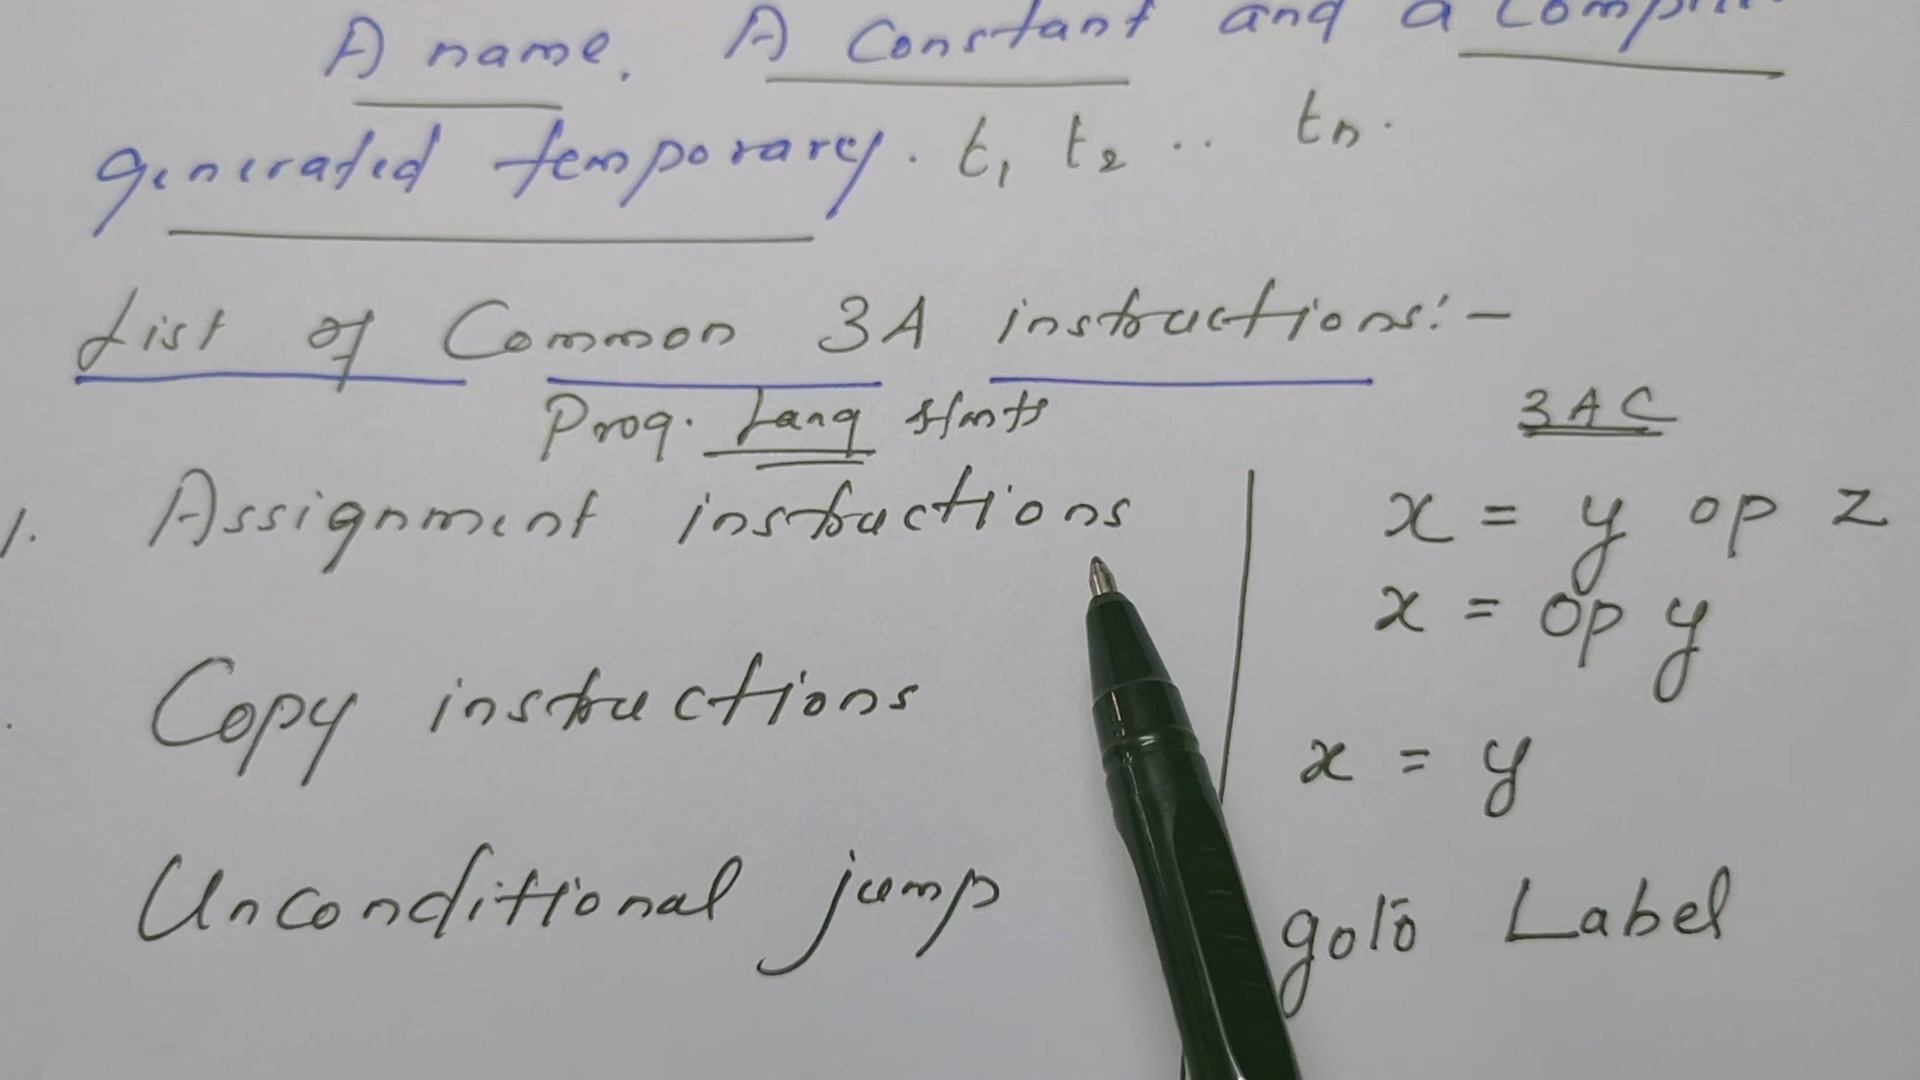 A name. A Constant and a
generated temporary. t1 t2 .. tn.
List of Common 3A instructions:-
Prog. Lang stmts
3AC
1. Assignment instructions x = y op z
x = op y
Copy instructions x = y
Unconditional jump goto Label